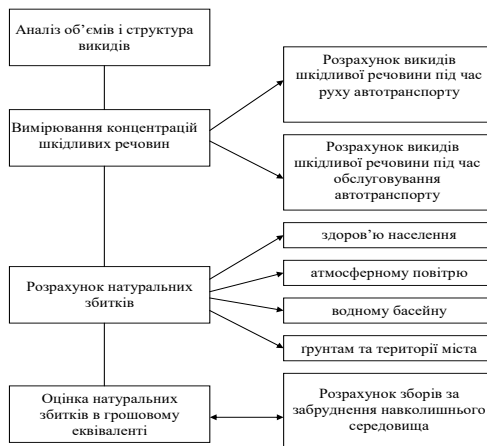 Аналіз об’ємів і структура
викидів
Розрахунок викидів
шкідливої речовини під час
руху автотранспорту
Вимірювання концентрацій
шкідливих речовин
Розрахунок викидів
шкідливої речовини під час
обслуговування
автотранспорту
здоров’ю населення
атмосферному повітрю
Розрахунок натуральних
збитків
водному басейну
ґрунтам та території міста
Оцінка натуральних
збитків в грошовому
еквіваленті
Розрахунок зборів за
забруднення навколишнього
середовища